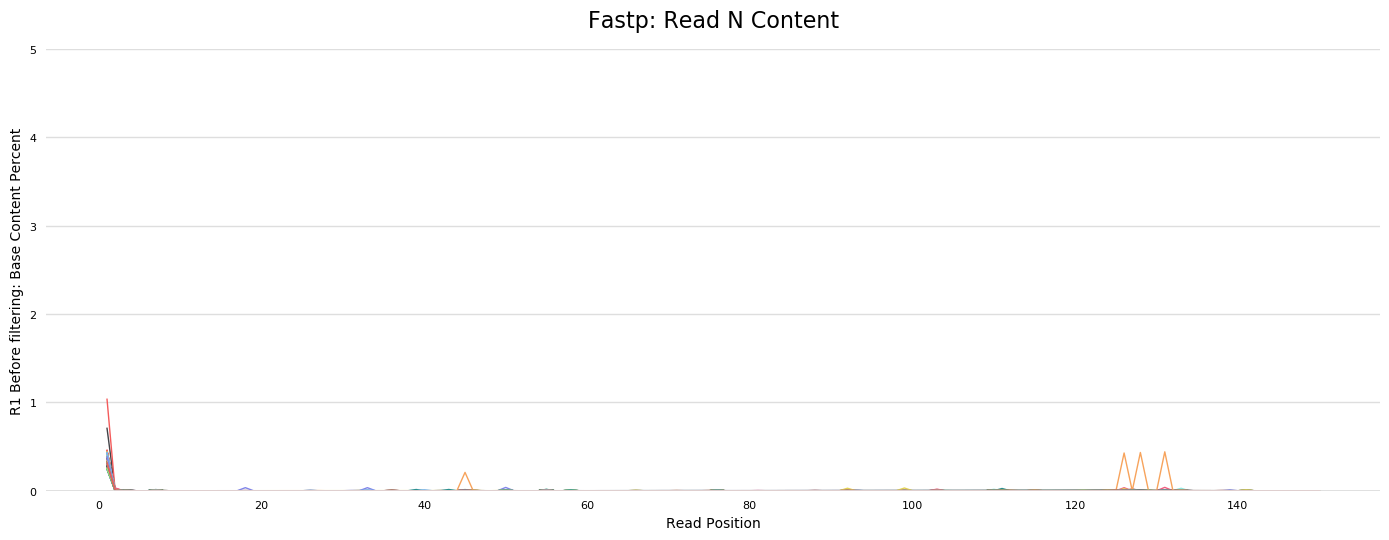 Fastp: Read N Content
R1 Before filtering: Base Content Percent
5
4
3
2
1
0
0 20 40 60 80 100 120 140
Read Position